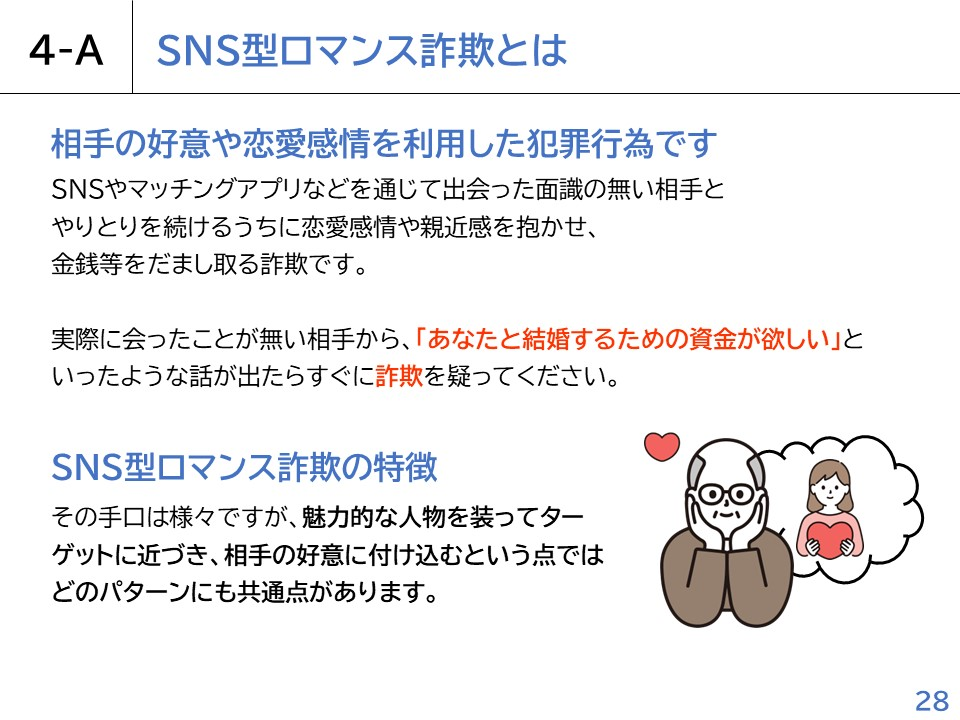 4-A
SNS型ロマンス詐欺とは
相手の好意や恋愛感情を利用した犯罪行為です
SNSやマッチングアプリなどを通じて出会った面識の無い相手と
やりとりを続けるうちに恋愛感情や親近感を抱かせ、
金銭等をだまし取る詐欺です。
実際に会ったことが無い相手から、「あなたと結婚するための資金が欲しい」と
いったような話が出たらすぐに詐欺を疑ってください。
SNS型ロマンス詐欺の特徴
その手口は様々ですが、魅力的な人物を装ってター
ゲットに近づき、相手の好意に付け込むという点では
どのパターンにも共通点があります。
28